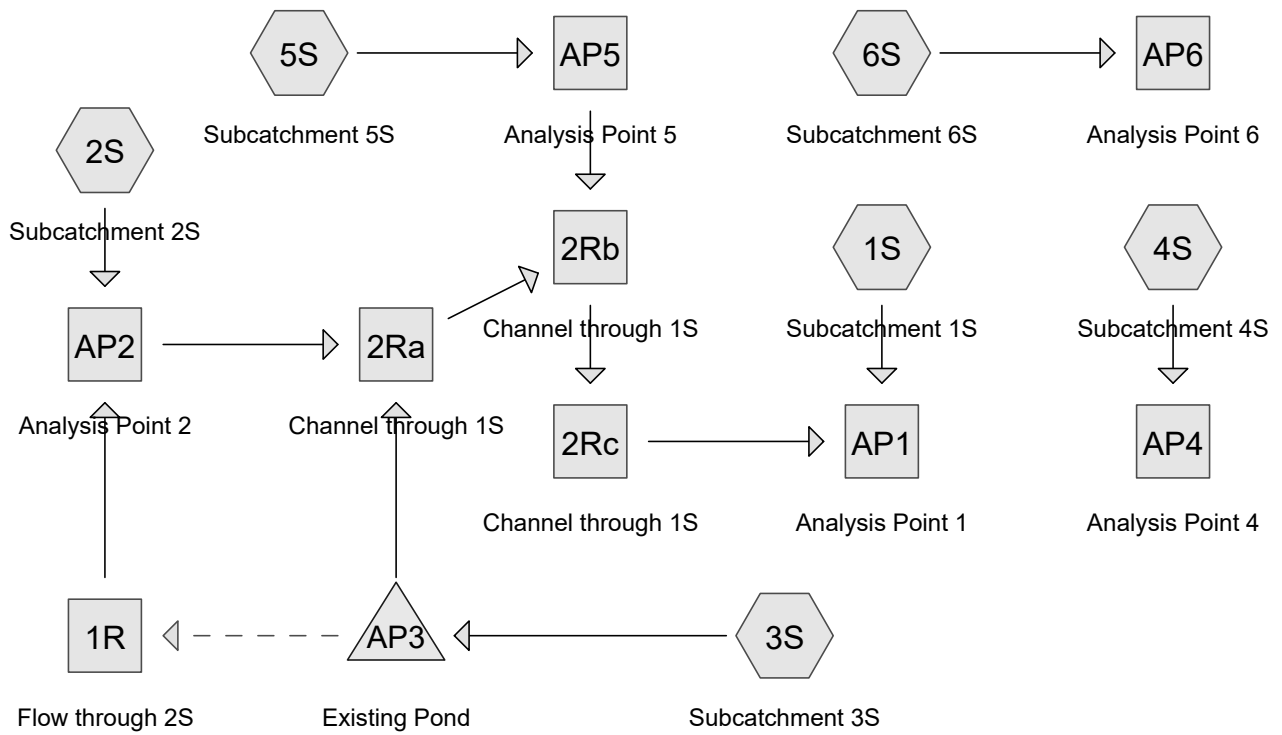 5S
AP5
6S
AP6
Subcatchment 5S
Analysis Point 5
Subcatchment 6S
Analysis Point 6
2S
Subcatchment 2S
2Rb
1S
4S
Channel through 1S
Subcatchment 1S
Subcatchment 4S
AP2
2Ra
Analysis Point 2
Channel through 1S
2Rc
AP1
AP4
Channel through 1S
Analysis Point 1
Analysis Point 4
1R
AP3
3S
Flow through 2S
Existing Pond
Subcatchment 3S